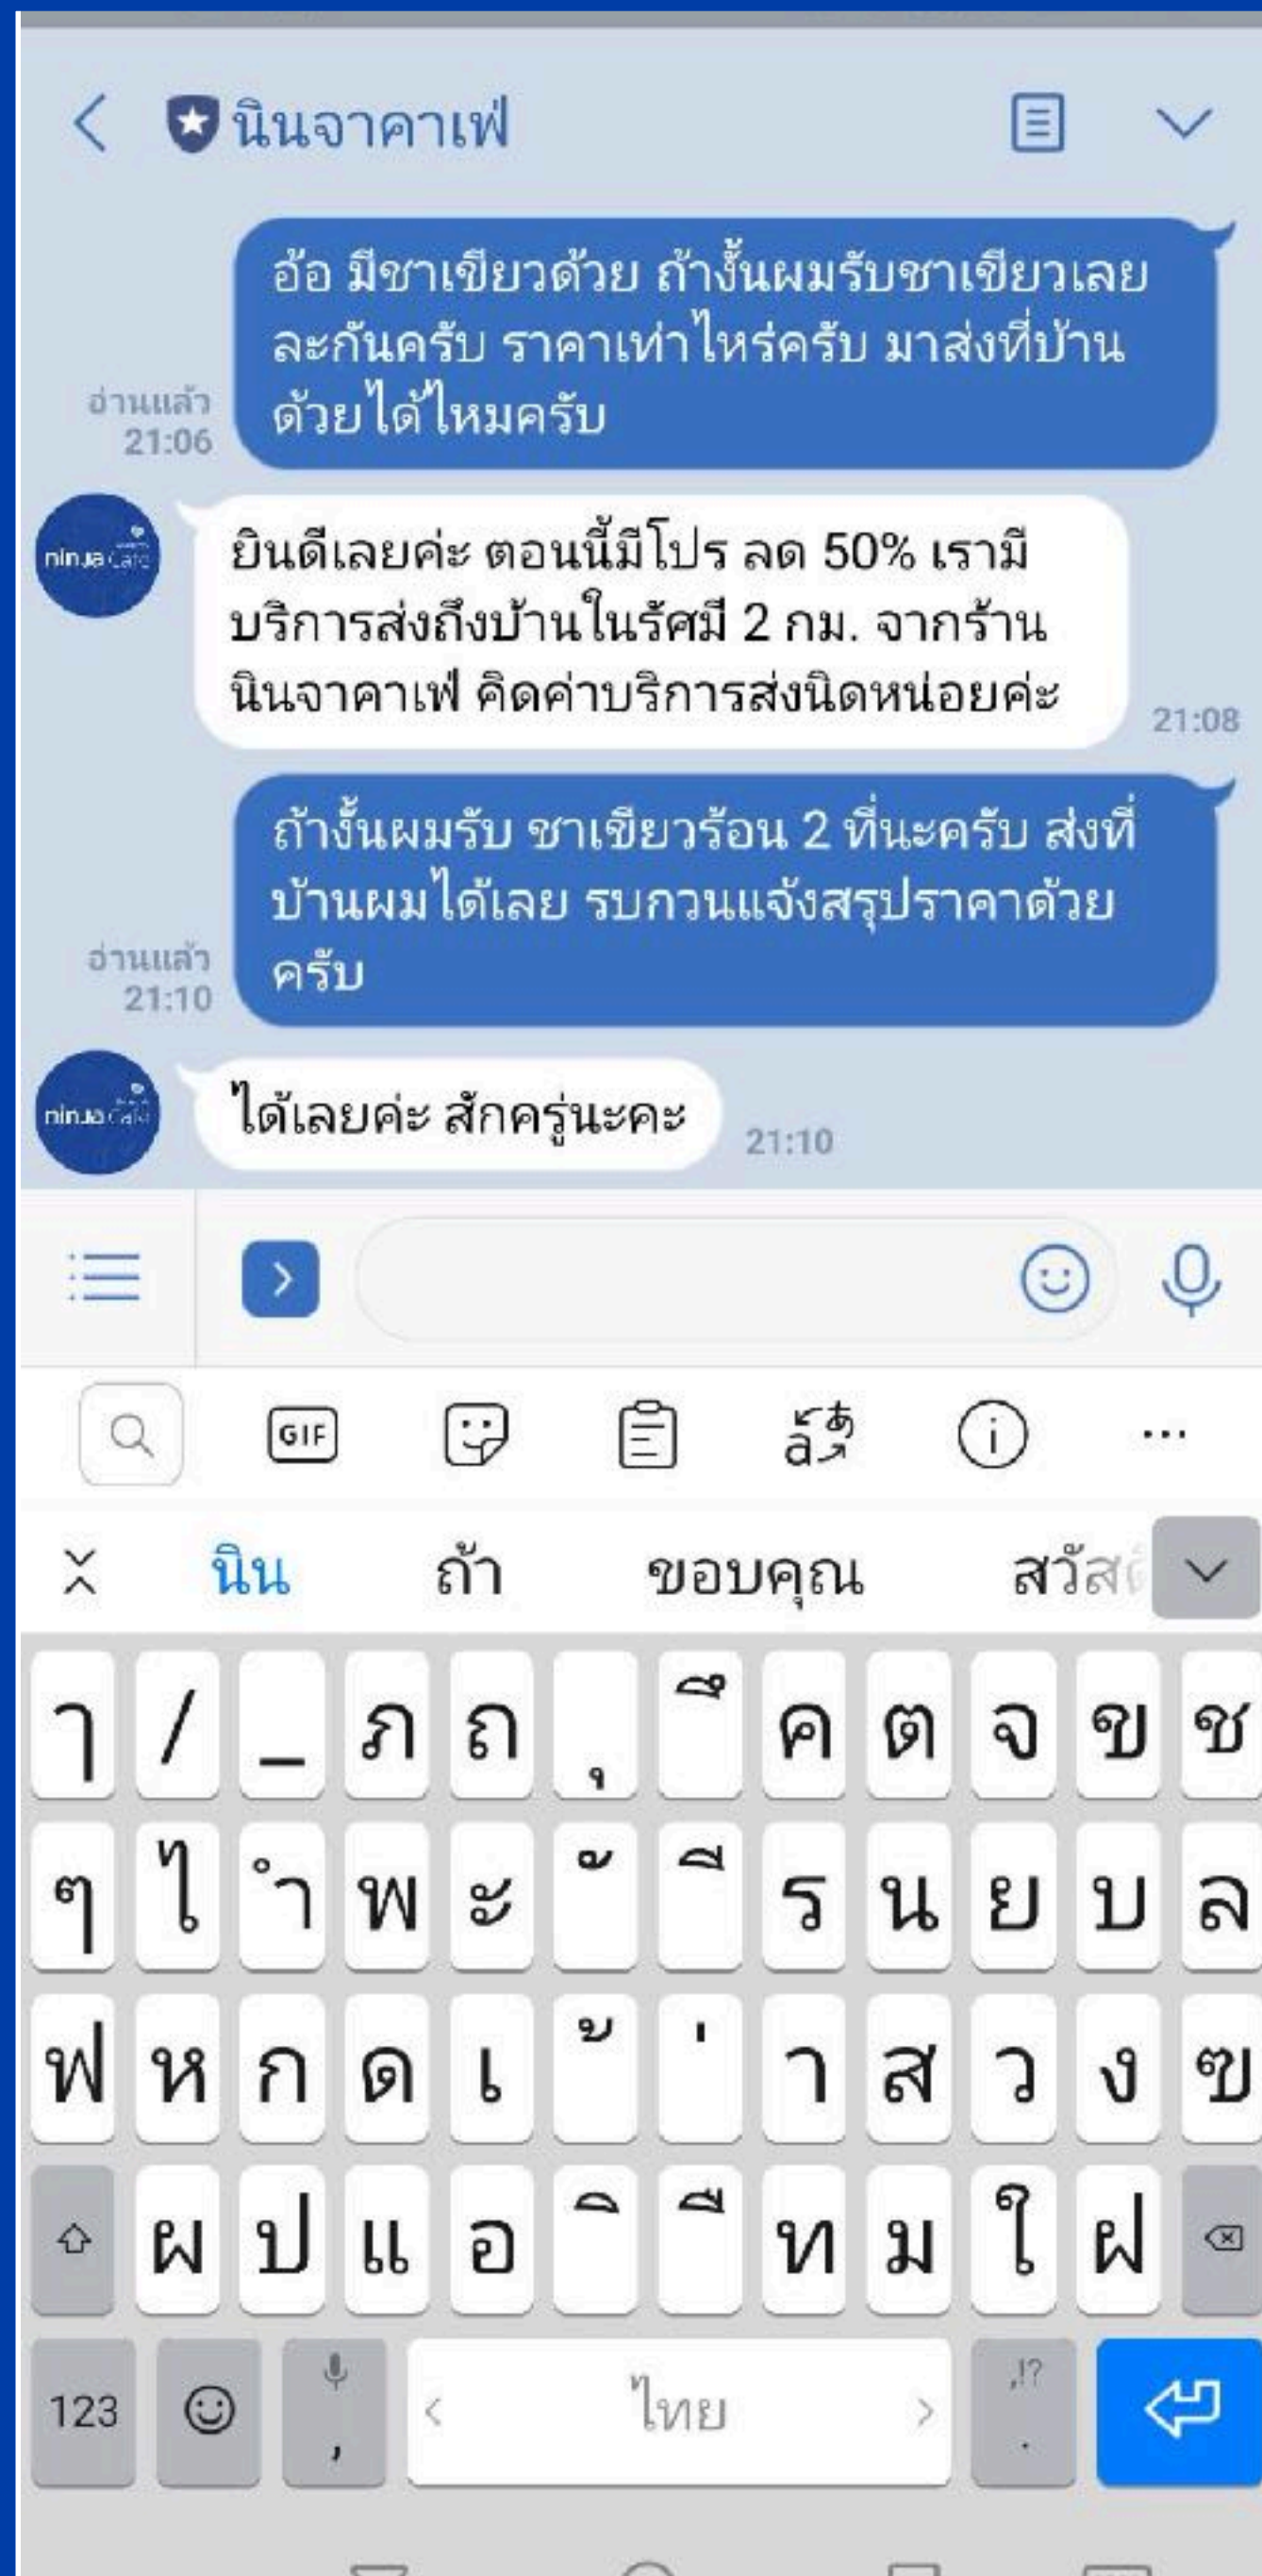 นินจาคาเฟ่
อ้อ มีชาเขียวด้วย ถ้างั้นผมรับชาเขียวเลย
ละกันครับ ราคาเท่าไหร่ครับ มาส่งที่บ้าน
ด้วยได้ไหมครับ
อ่านแล้ว
21:06
ninja Café
ยินดีเลยค่ะ ตอนนี้มีโปร ลด 50% เรามี
บริการส่งถึงบ้านในรัศมี 2 กม. จากร้าน
นินจาคาเฟ่ คิดค่าบริการส่งนิดหน่อยค่ะ
21:08
ถ้างั้นผมรับ ชาเขียวร้อน 2 ที่นะครับ ส่งที่
บ้านผมได้เลย รบกวนแจ้งสรุปราคาด้วย
ครับ
อ่านแล้ว
21:10
ninja Café
ได้เลยค่ะ สักครู่นะคะ
21:10
GIF
นิน ถ้า ขอบคุณ สวัสดี
ๅ / _ ภ ถ ุ ึ ค ต จ ข ช
ๆ ไ ำ พ ะ ั ี ร น ย บ ล
ฟ ห ก ด เ ้ ่ า ส ว ง ฃ
ผ ป แ อ ิ ื ท ม ใ ฝ
123 , < ไทย > ,!? .